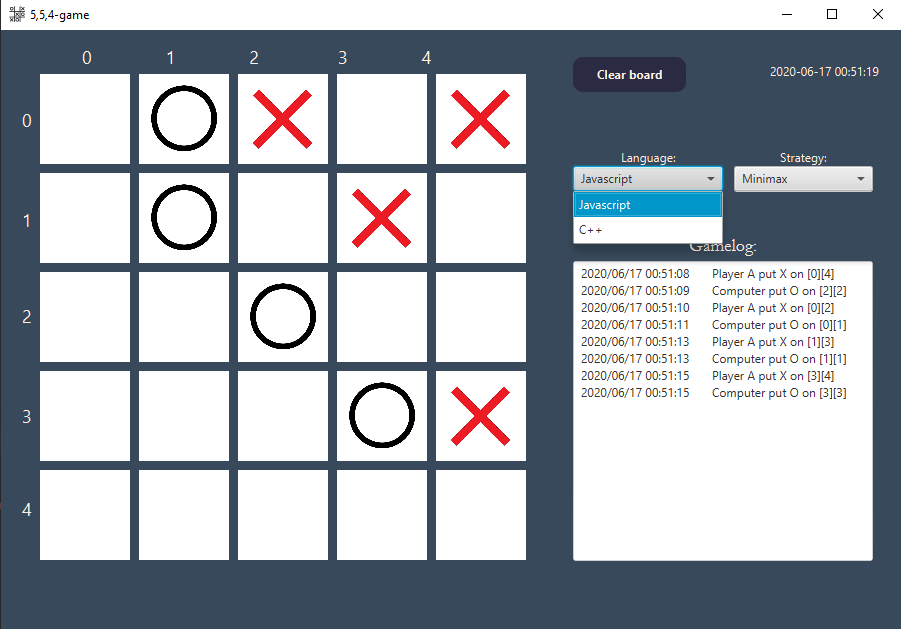 5,5,4-game
0 1 2 3 4
Clear board
2020-06-17 00:51:19
0
Language:
Strategy:
Javascript
Minimax
Javascript
1
C++
Gamelog:
2020/06/17 00:51:08 Player A put X on [0][4]
2020/06/17 00:51:09 Computer put O on [2][2]
2020/06/17 00:51:10 Player A put X on [0][2]
2
2020/06/17 00:51:11 Computer put O on [0][1]
2020/06/17 00:51:13 Player A put X on [1][3]
2020/06/17 00:51:13 Computer put O on [1][1]
2020/06/17 00:51:15 Player A put X on [3][4]
2020/06/17 00:51:15 Computer put O on [3][3]
3
4